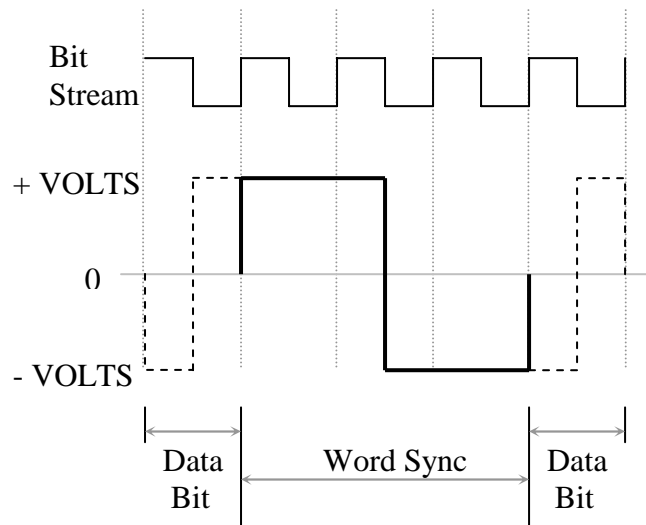 Bit
Stream
+ VOLTS
0
- VOLTS
Data
Bit
Word Sync
Data
Bit